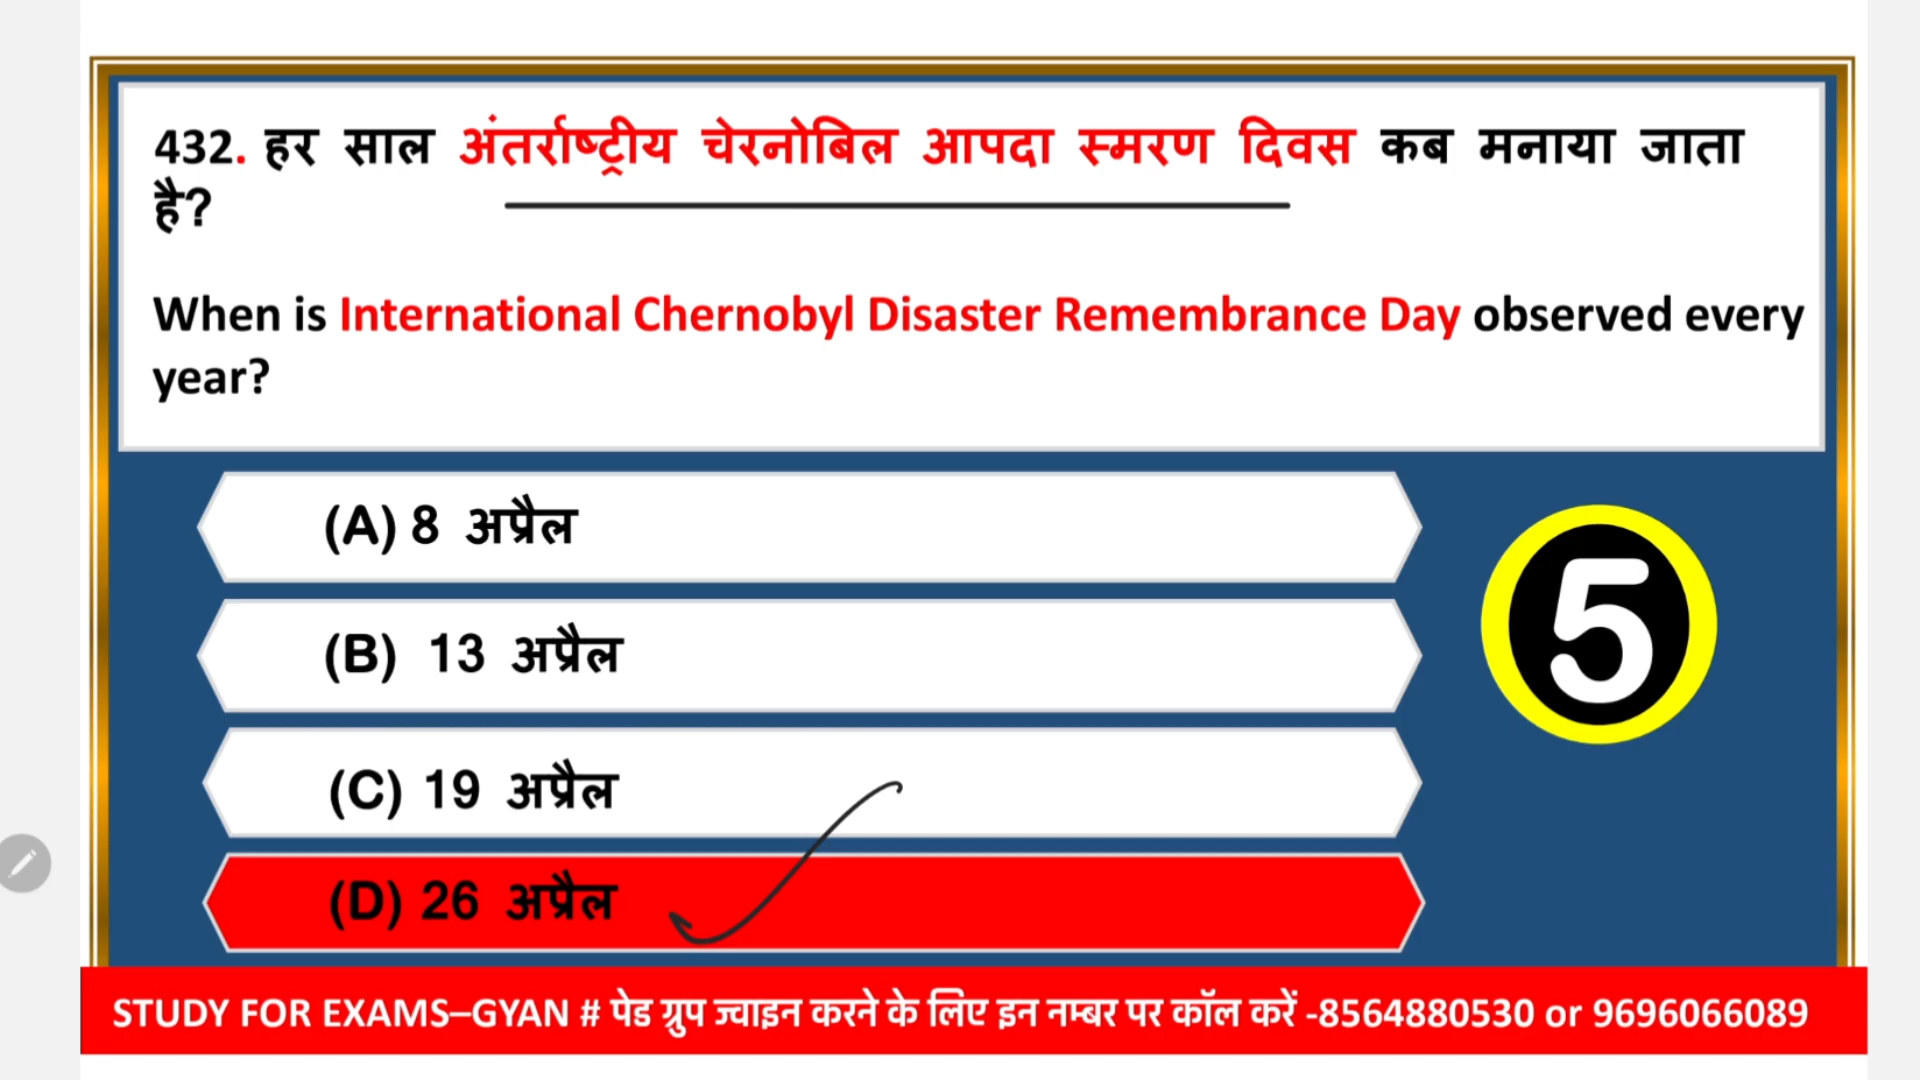 432. हर साल अंतर्राष्ट्रीय चेरनोबिल आपदा स्मरण दिवस कब मनाया जाता
है?
When is International Chernobyl Disaster Remembrance Day observed every
year?
(A) 8 अप्रैल
(B) 13 अप्रैल
(C) 19 अप्रैल
(D) 26 अप्रैल
5
STUDY FOR EXAMS–GYAN # पेड ग्रुप ज्वाइन करने के लिए इन नम्बर पर कॉल करें -8564880530 or 9696066089